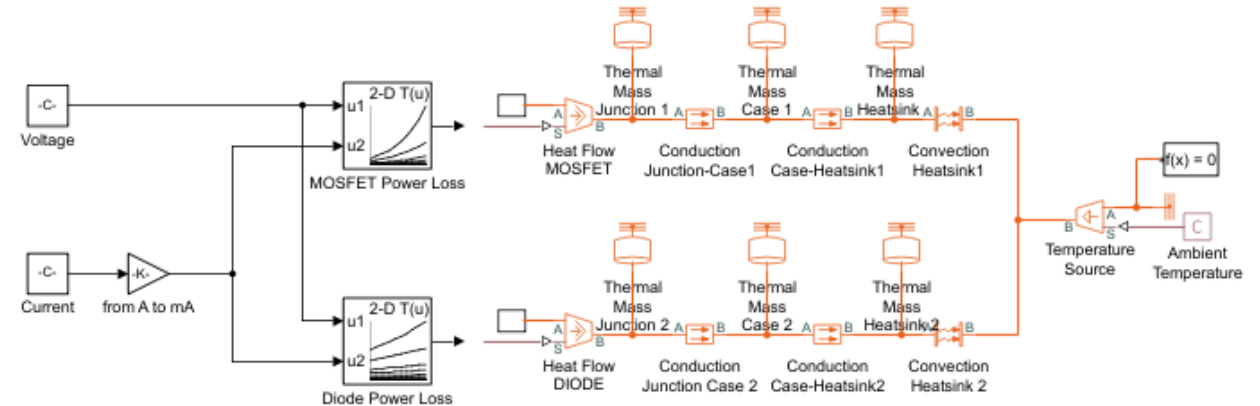 -C-
Voltage
2-D T(u)
u1
u2
MOSFET Power Loss
A
S
B
Heat Flow
MOSFET
Thermal
Mass
Junction 1
A
B
Conduction
Junction-Case1
Thermal
Mass
Case 1
A
B
Conduction
Case-Heatsink1
Thermal
Mass
Heatsink
A
B
Convection
Heatsink1
f(x) = 0
B
A
S
Temperature
Source
C
Ambient
Temperature
-C-
Current
-K-
from A to mA
2-D T(u)
u1
u2
Diode Power Loss
A
S
B
Heat Flow
DIODE
Thermal
Mass
Junction 2
A
B
Conduction
Junction Case 2
Thermal
Mass
Case 2
A
B
Conduction
Case-Heatsink2
Thermal
Mass
Heatsink 2
A
B
Convection
Heatsink 2